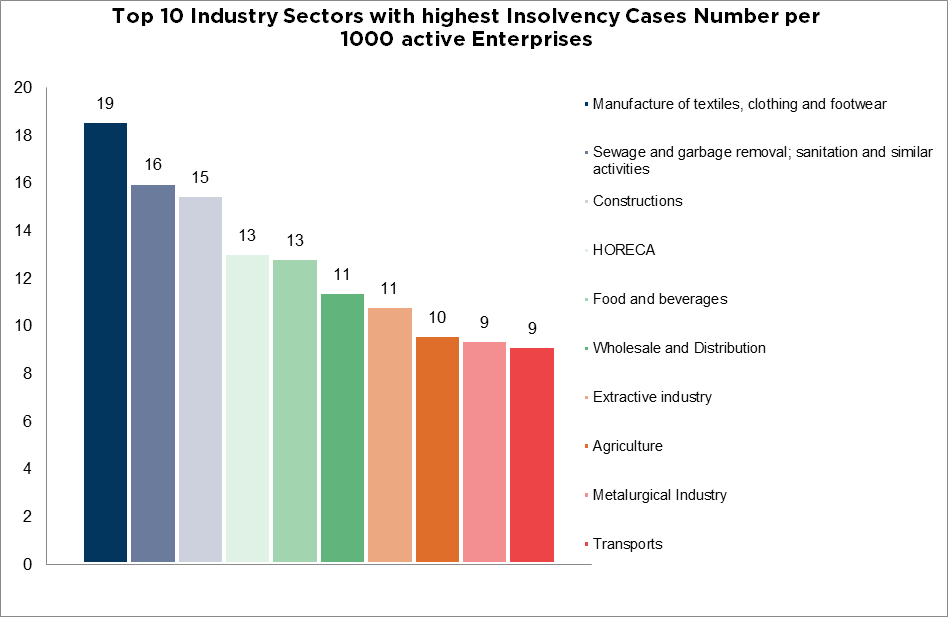 Top 10 Industry Sectors with highest Insolvency Cases Number per
1000 active Enterprises
20
18
16
14
12
10
8
6
4
2
0
19
16
15
13
13
11
11
10
9
9
Manufacture of textiles, clothing and footwear
Sewage and garbage removal; sanitation and similar
activities
Constructions
HORECA
Food and beverages
Wholesale and Distribution
Extractive industry
Agriculture
Metalurgical Industry
Transports